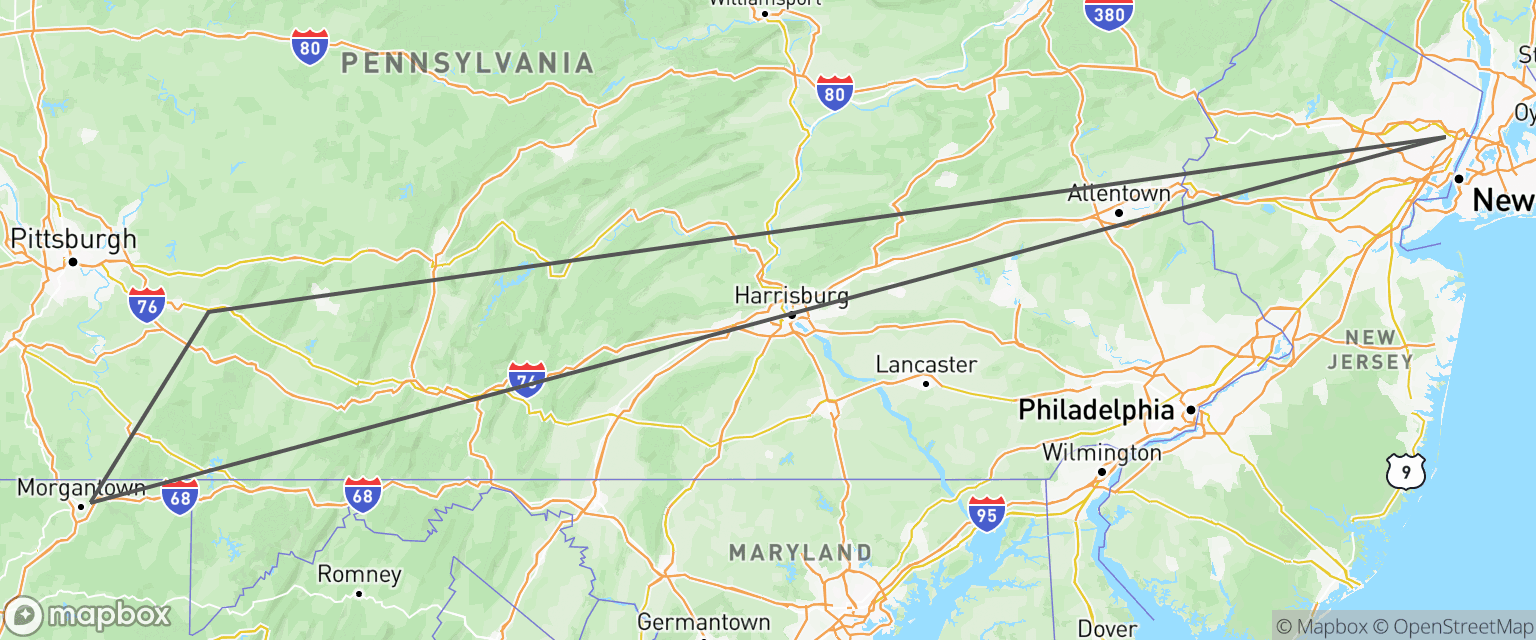 Williamsport
380
80
PENNSYLVANIA
80
St
Oy
Allentown
New
Pittsburgh
76
Harrisburg
NEW
JERSEY
Lancaster
76
Philadelphia
Wilmington
9
Morgantown
68
68
95
MARYLAND
Romney
mapbox
Germantown
Dover
© Mapbox © OpenStreetMap